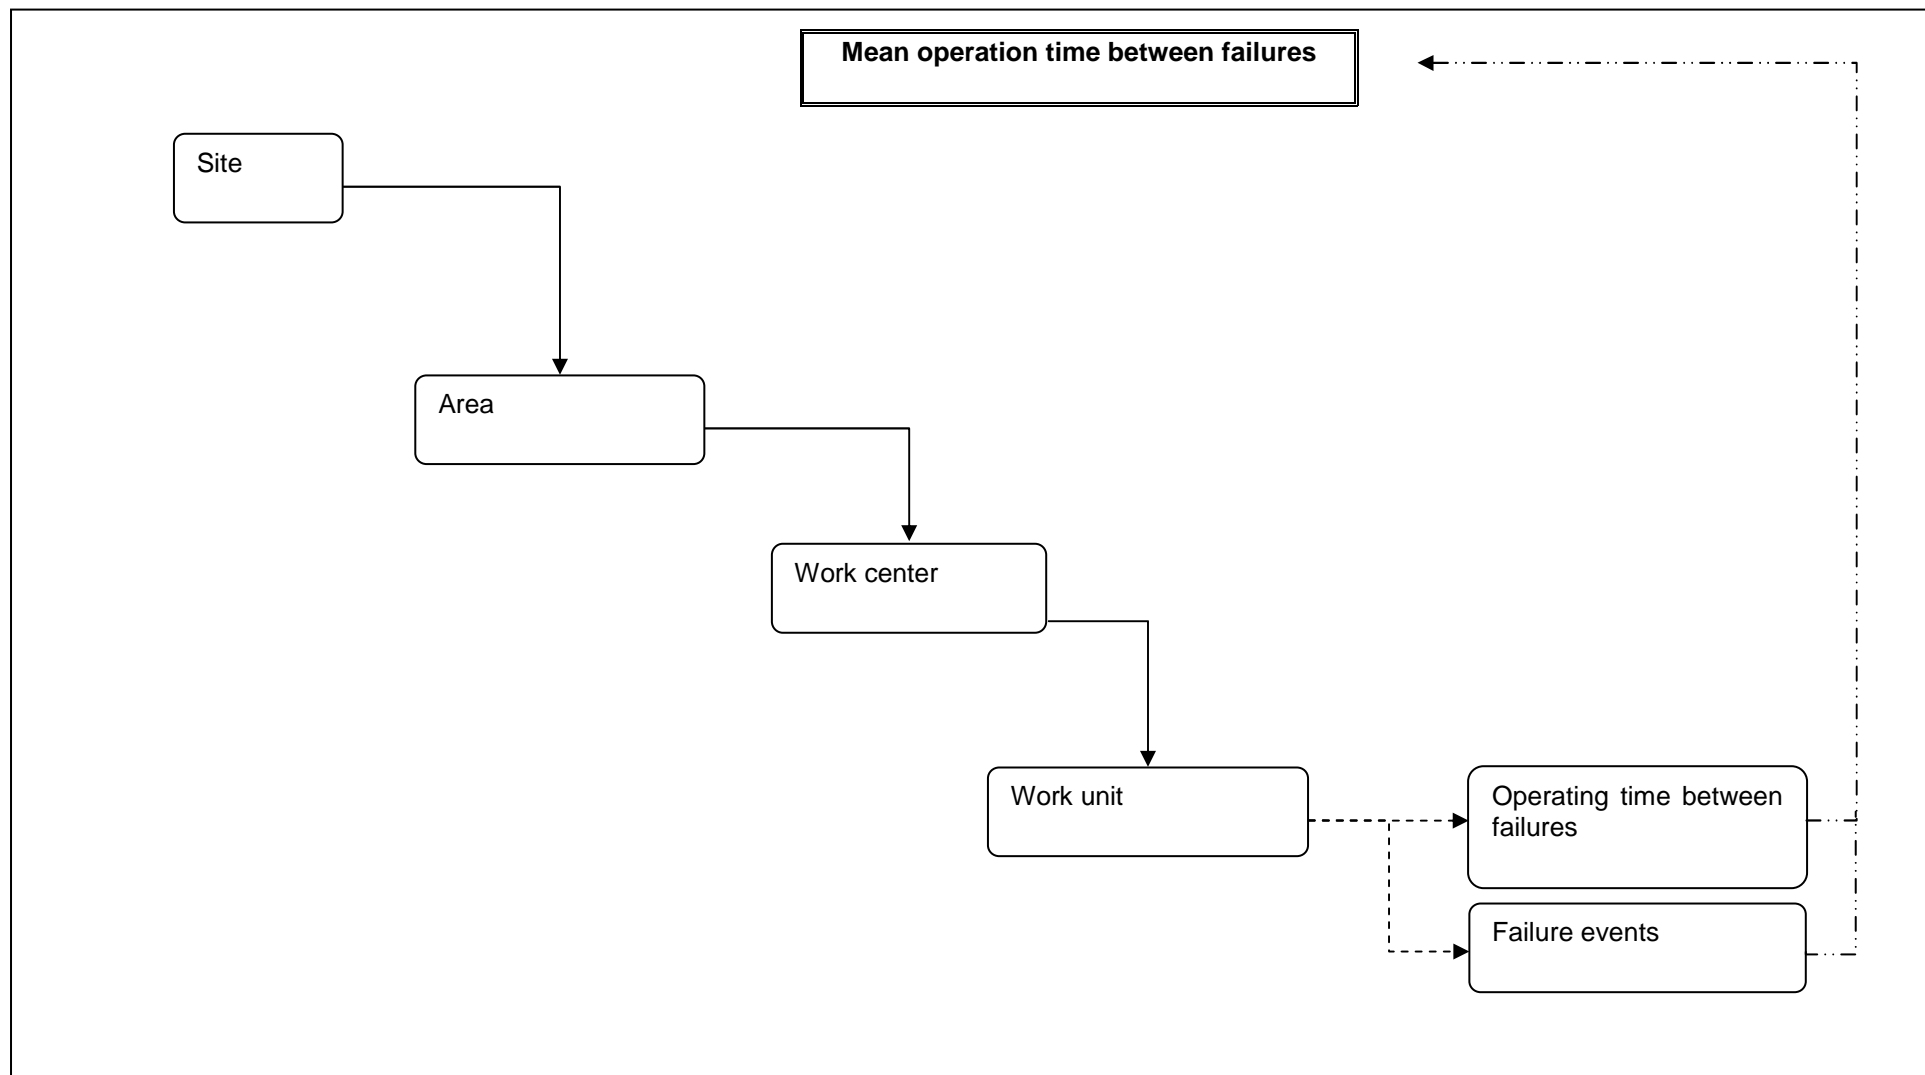 Mean operation time between failures
Site
Area
Work center
Work unit
Operating time between
failures
Failure events